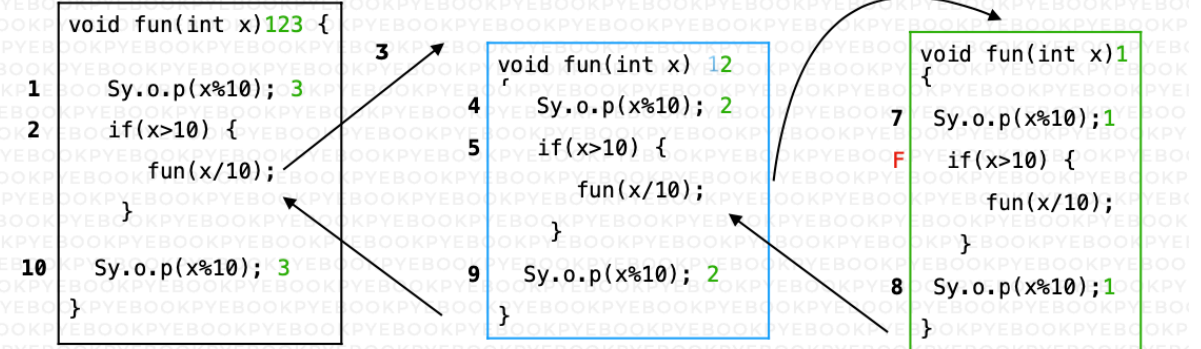 void fun(int x)123 {
1 Sy.o.p(x%10); 3
2 if(x>10) {
fun(x/10);
}
10 Sy.o.p(x%10); 3
}
3
void fun(int x) 12
{
4 Sy.o.p(x%10); 2
5 if(x>10) {
fun(x/10);
}
9 Sy.o.p(x%10); 2
}
void fun(int x)1
{
7 Sy.o.p(x%10);1
F if(x>10) {
fun(x/10);
}
8 Sy.o.p(x%10);1
}